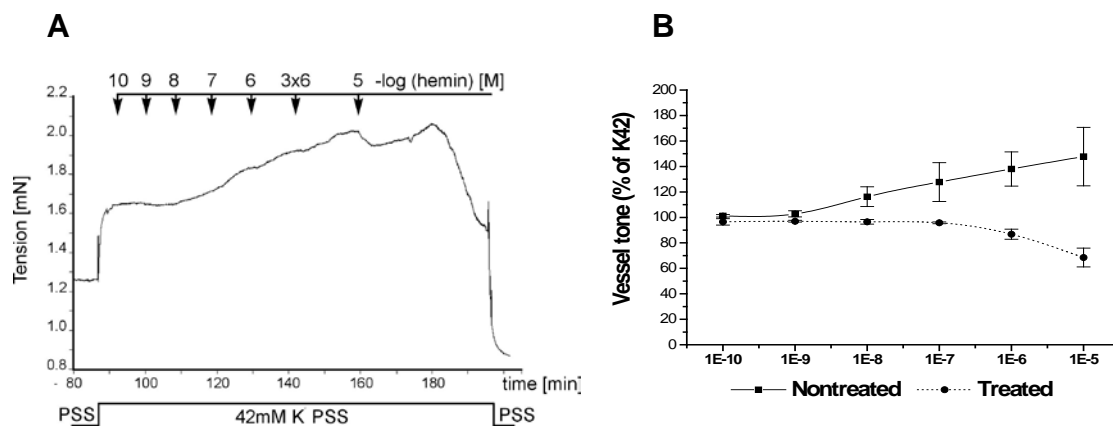 A
10 9 8 7 6 3x6 5 -log (hemin) [M]
2.2
2.0
1.8
1.6
1.4
1.2
1.0
0.8
Tension [mN]
- 80 100 120 140 160 180 time [min]
PSS 42mM K PSS PSS
B
200
180
160
140
120
100
80
60
40
20
0
Vessel tone (% of K42)
1E-10 1E-9 1E-8 1E-7 1E-6 1E-5
Nontreated Treated